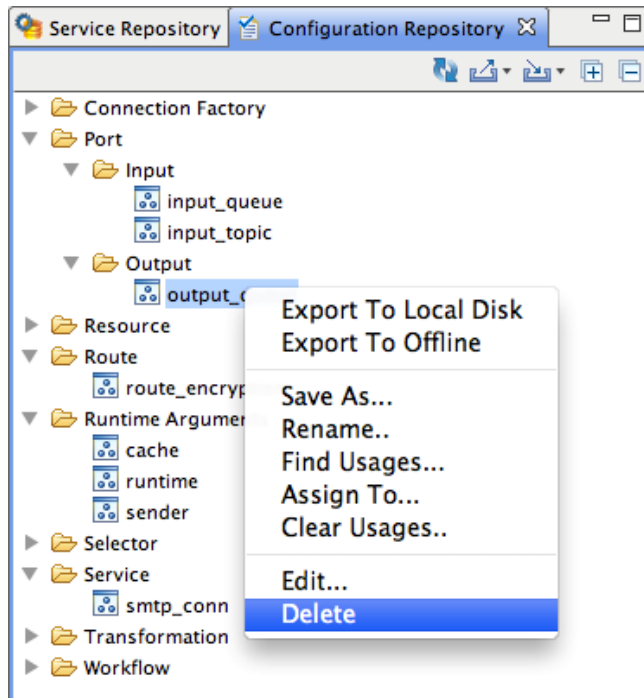 Service Repository
Configuration Repository
Connection Factory
Port
Input
input_queue
input_topic
Output
Resource
Route
Runtime
cache
runtime
sender
Selector
Service
smtp_conn
Transformation
Workflow
Export To Local Disk
Export To Offline
Save As...
Rename..
Find Usages...
Assign To...
Clear Usages..
Edit...
Delete